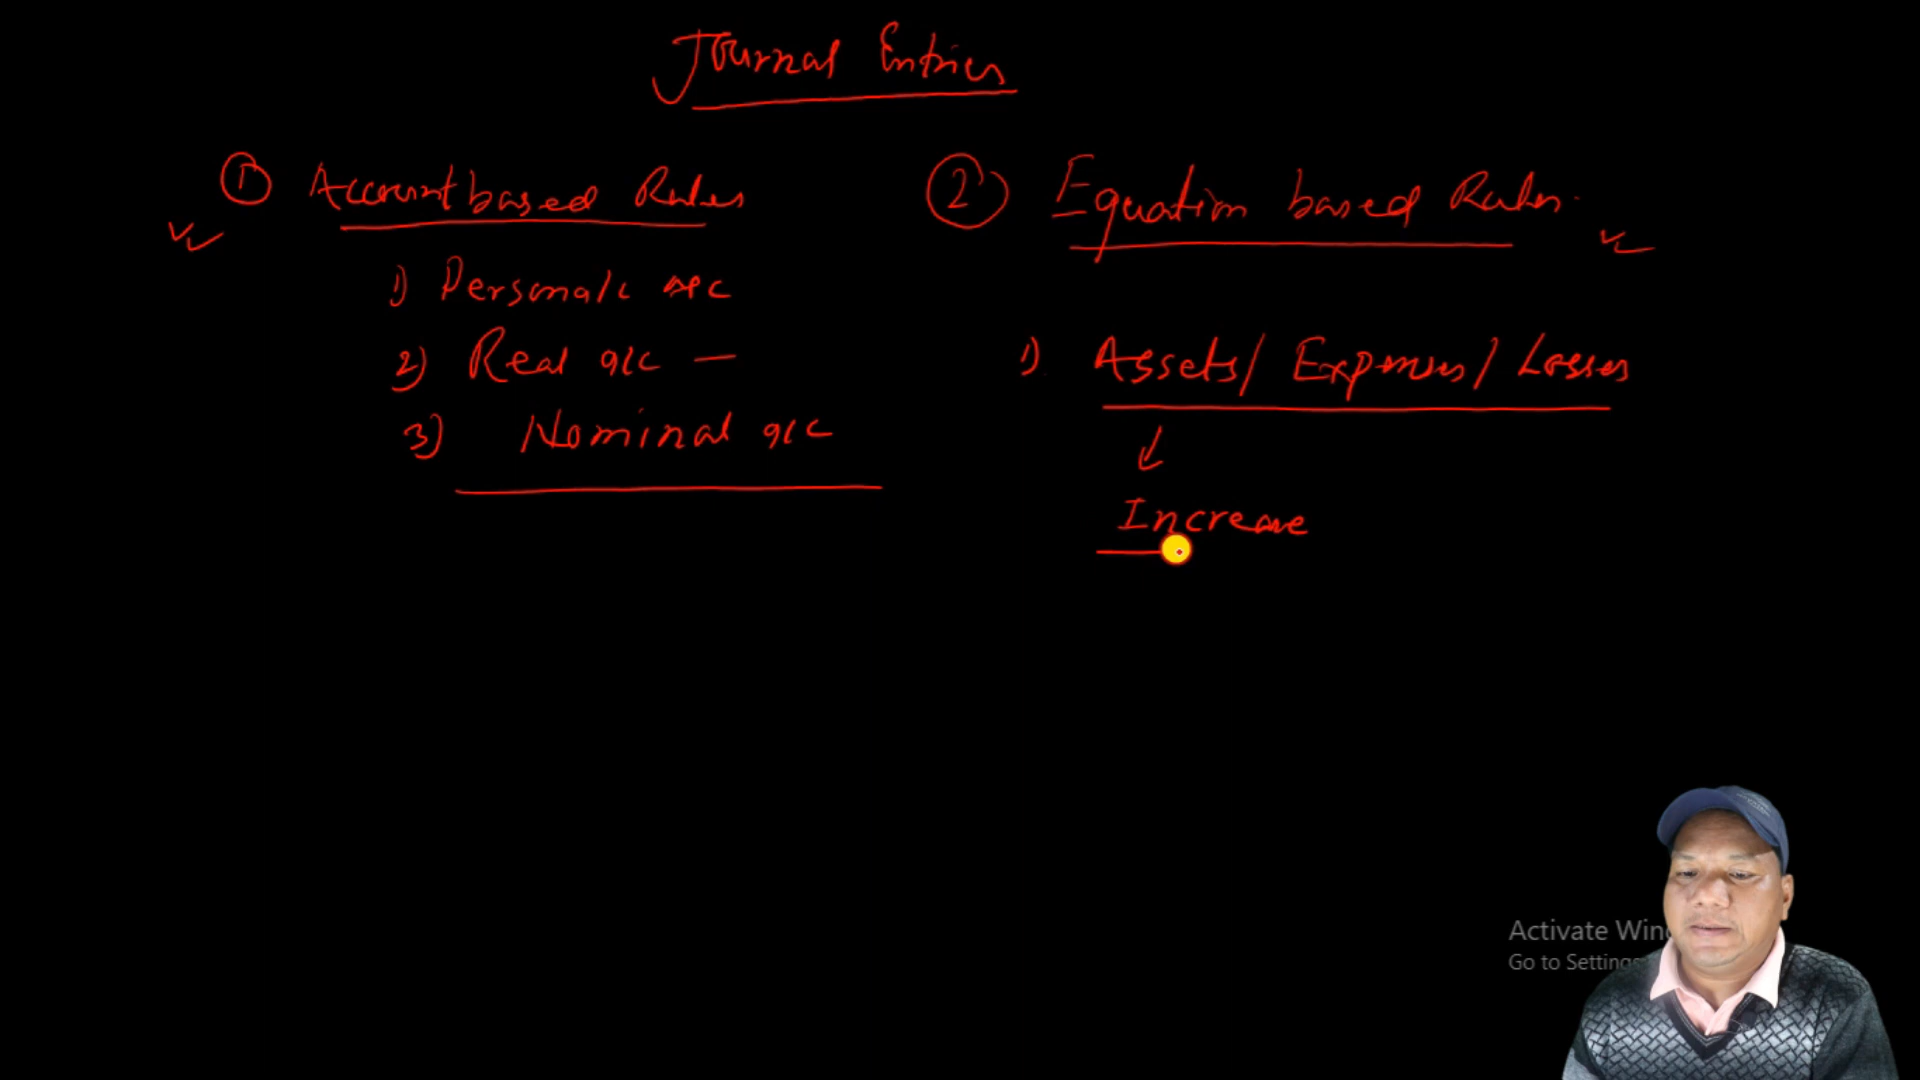 Journal Entries
① Account based Rules
1) Personal a/c
2) Real a/c —
3) Nominal a/c
② Equation based Rules.
1) Assets/ Expenses/ Losses
↓
Increase
Activate Win
Go to Settings